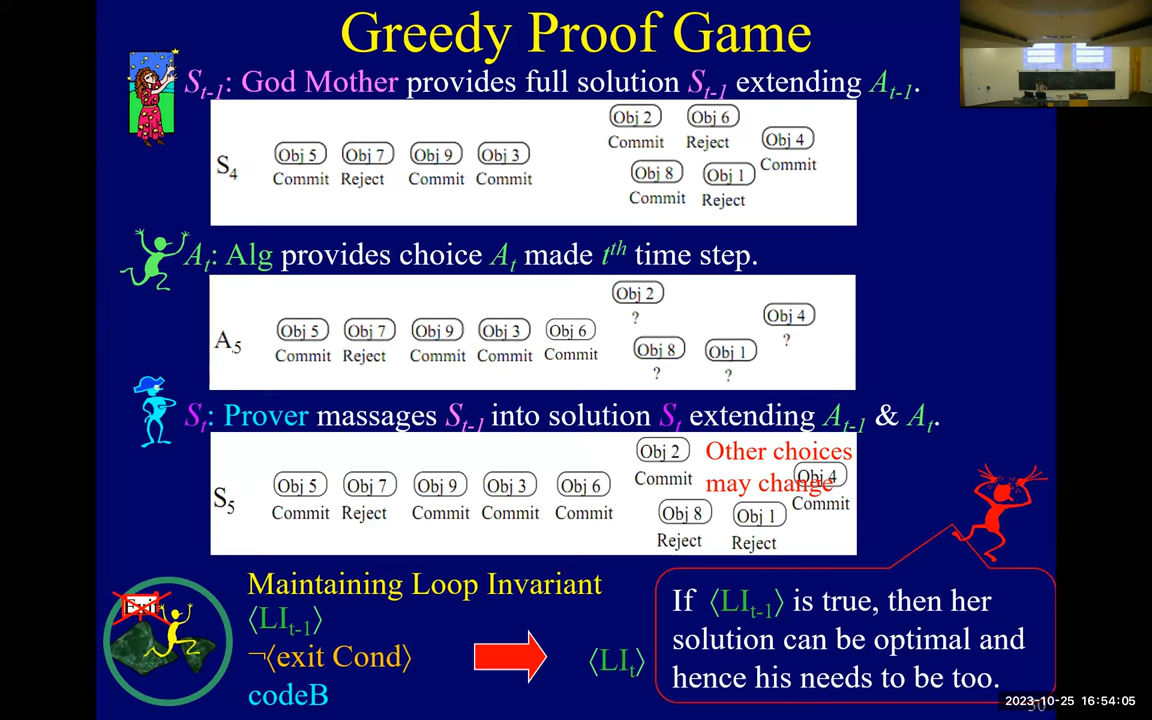 Greedy Proof Game
S_t-1: God Mother provides full solution S_t-1 extending A_t-1.
Obj 2 Obj 6
Commit Reject Obj 4
S_4 Obj 5 Obj 7 Obj 9 Obj 3 Commit
Commit Reject Commit Commit Obj 8 Obj 1
Commit Reject
A_t: Alg provides choice A_t made t^th time step.
Obj 2
? Obj 4
A_5 Obj 5 Obj 7 Obj 9 Obj 3 Obj 6 ?
Commit Reject Commit Commit Commit Obj 8 Obj 1
? ?
S_t: Prover massages S_t-1 into solution S_t extending A_t-1 & A_t.
Obj 2 Other choices
Commit may change Obj 4
S_5 Obj 5 Obj 7 Obj 9 Obj 3 Obj 6 Commit
Commit Reject Commit Commit Commit Obj 8 Obj 1
Reject Reject
Exit
Maintaining Loop Invariant
⟨LI_t-1⟩
¬⟨exit Cond⟩ ⟨LI_t⟩
codeB
If ⟨LI_t-1⟩ is true, then her
solution can be optimal and
hence his needs to be too.
2023-10-25 16:54:05